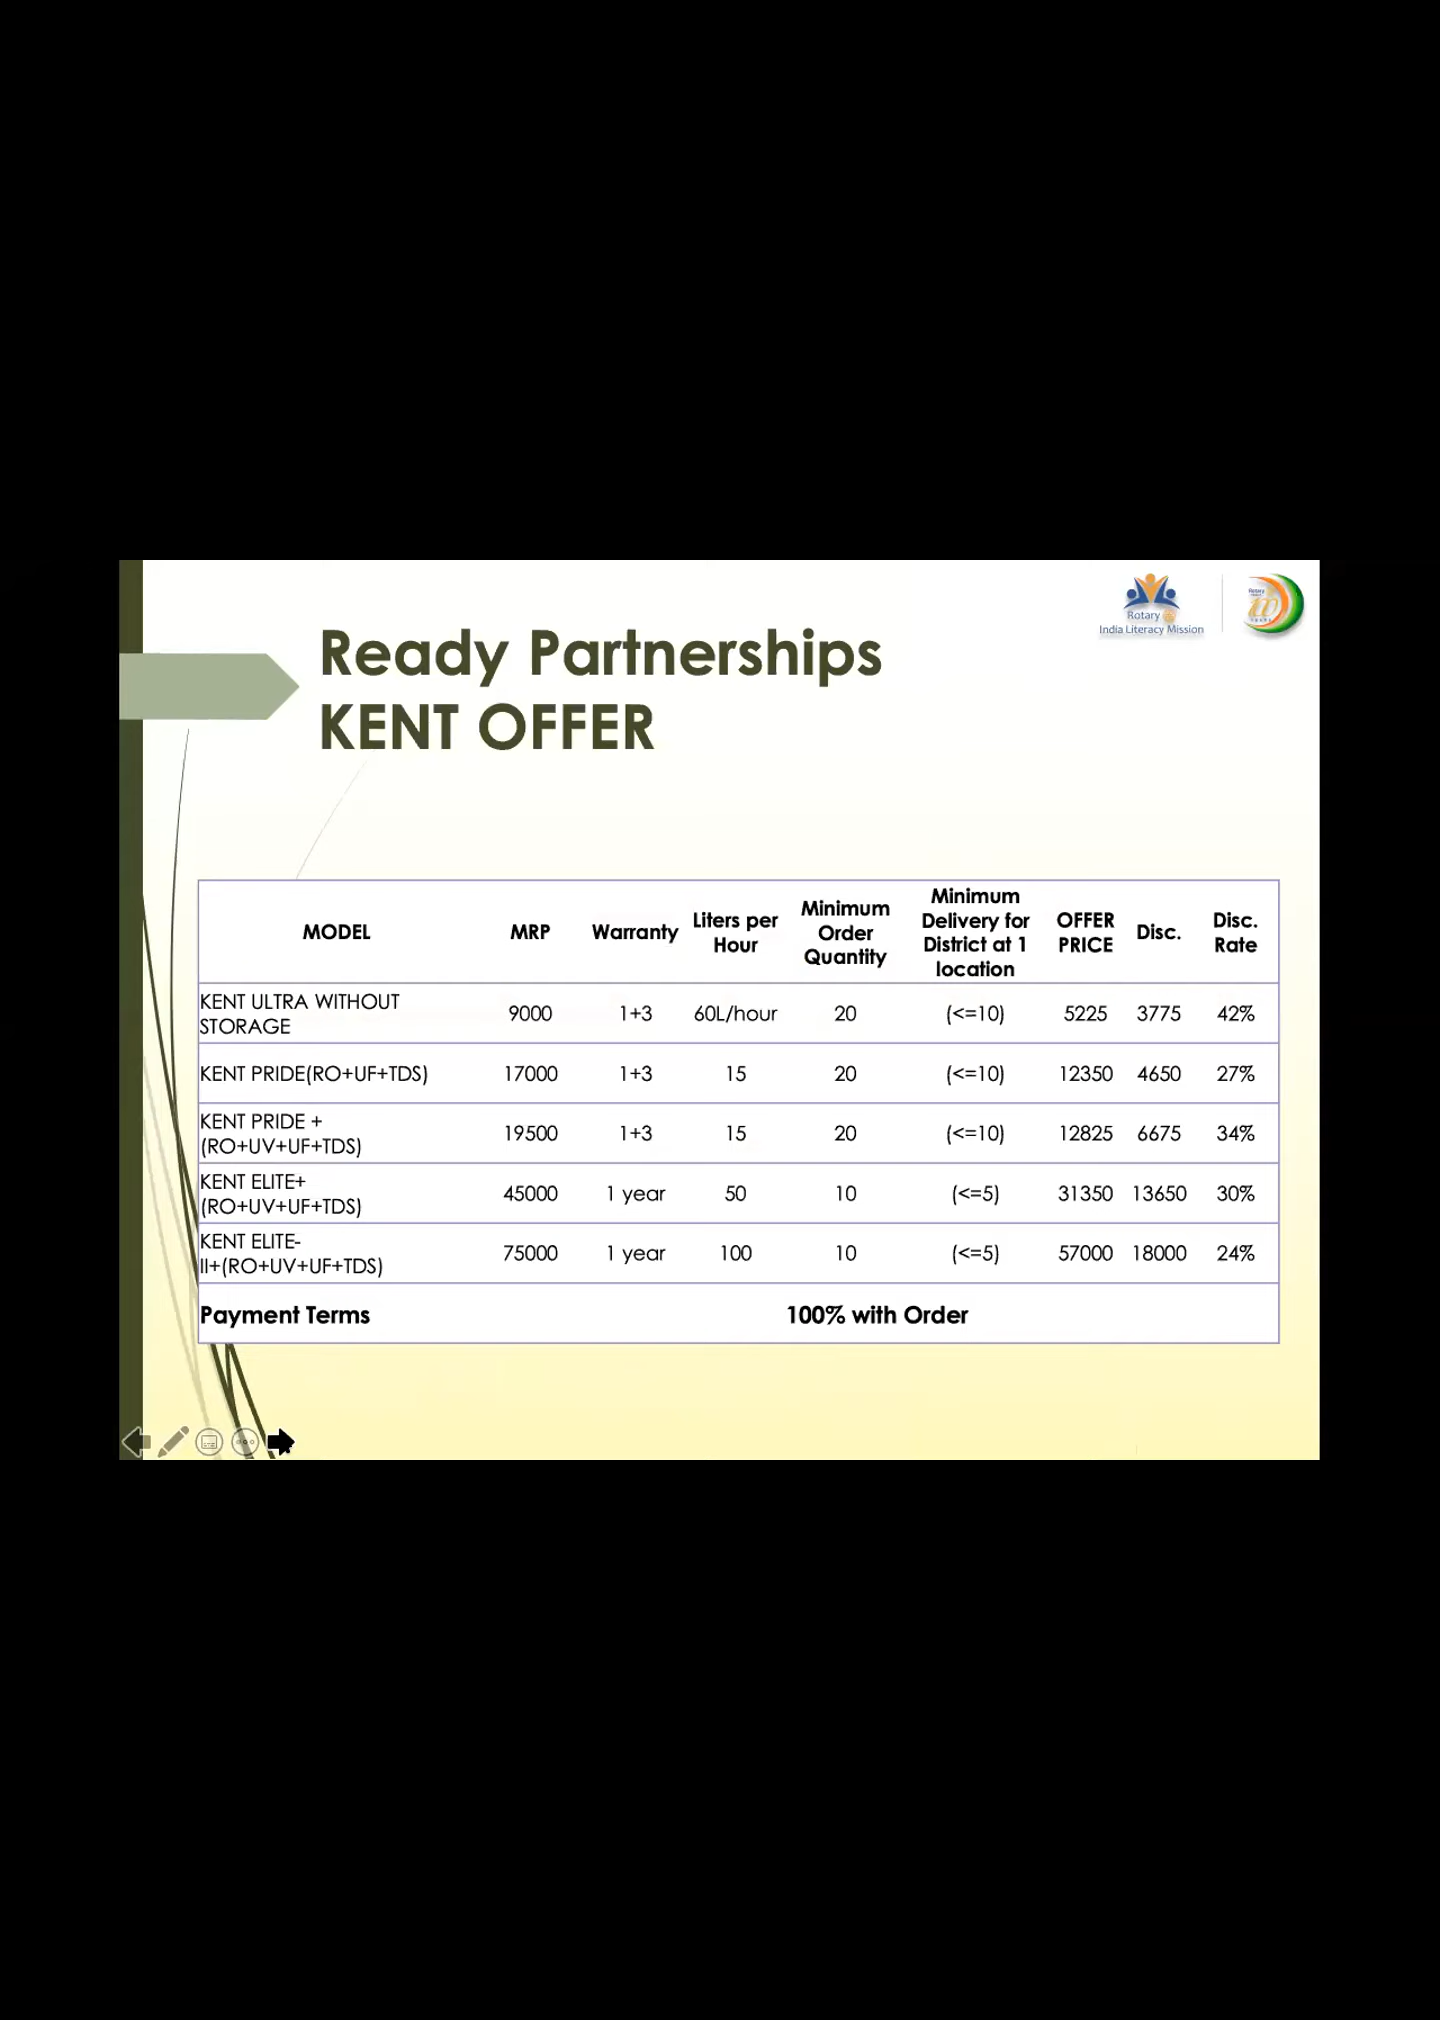 Rotary
India Literacy Mission
Rotary
100
Ready Partnerships
KENT OFFER
MODEL MRP Warranty Liters per Hour Minimum Order Quantity Minimum Delivery for District at 1 location OFFER PRICE Disc. Disc. Rate
KENT ULTRA WITHOUT STORAGE 9000 1+3 60L/hour 20 (<=10) 5225 3775 42%
KENT PRIDE(RO+UF+TDS) 17000 1+3 15 20 (<=10) 12350 4650 27%
KENT PRIDE + (RO+UV+UF+TDS) 19500 1+3 15 20 (<=10) 12825 6675 34%
KENT ELITE+ (RO+UV+UF+TDS) 45000 1 year 50 10 (<=5) 31350 13650 30%
KENT ELITE-II+(RO+UV+UF+TDS) 75000 1 year 100 10 (<=5) 57000 18000 24%
Payment Terms 100% with Order